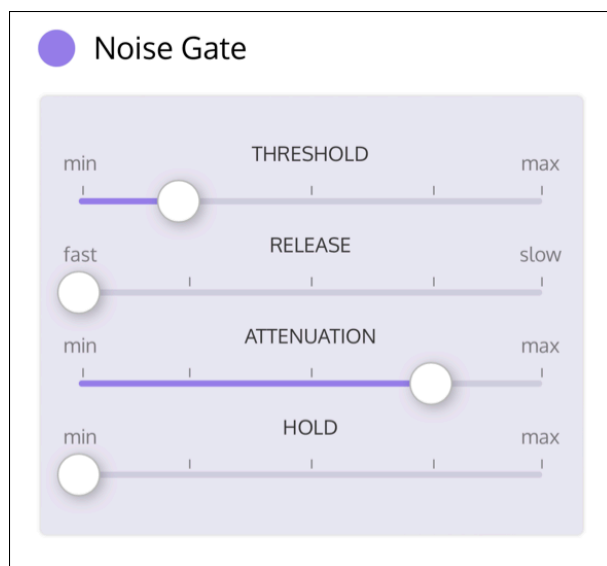 Noise Gate
THRESHOLD
min max
RELEASE
fast slow
ATTENUATION
min max
HOLD
min max